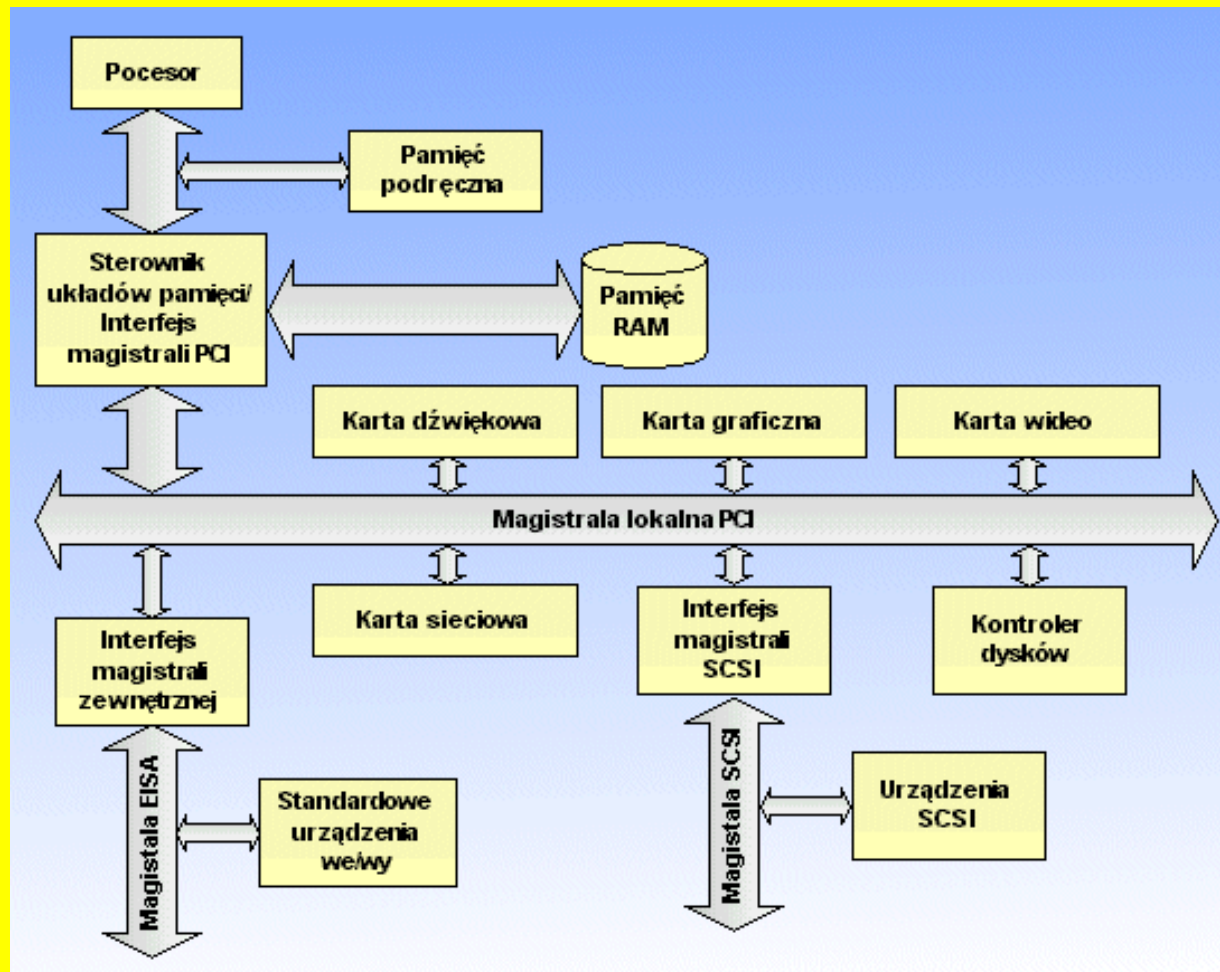 Pocesor
Pamięć
podręczna
Sterownik
układów pamięci/
Interfejs
magistrali PCI
Pamięć
RAM
Karta dźwiękowa
Karta graficzna
Karta wideo
Magistrala lokalna PCI
Interfejs
magistrali
zewnętrznej
Karta sieciowa
Interfejs
magistrali
SCSI
Kontroler
dysków
Magistala EISA
Standardowe
urządzenia
we/wy
Magistala SCSI
Urządzenia
SCSI